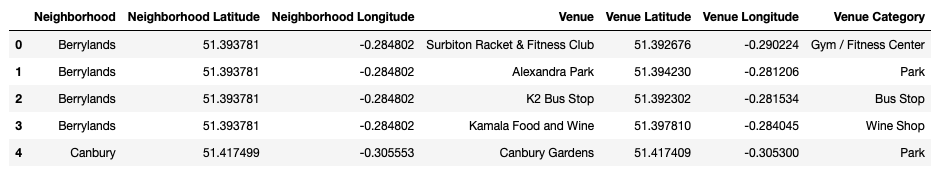 Neighborhood Neighborhood Latitude Neighborhood Longitude Venue Venue Latitude Venue Longitude Venue Category
0 Berrylands 51.393781 -0.284802 Surbiton Racket & Fitness Club 51.392676 -0.290224 Gym / Fitness Center
1 Berrylands 51.393781 -0.284802 Alexandra Park 51.394230 -0.281206 Park
2 Berrylands 51.393781 -0.284802 K2 Bus Stop 51.392302 -0.281534 Bus Stop
3 Berrylands 51.393781 -0.284802 Kamala Food and Wine 51.397810 -0.284045 Wine Shop
4 Canbury 51.417499 -0.305553 Canbury Gardens 51.417409 -0.305300 Park